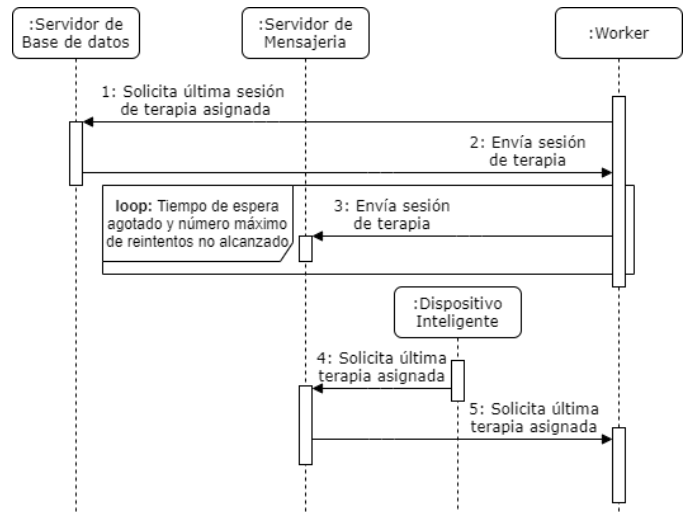 :Servidor de
Base de datos
:Servidor de
Mensajeria
:Worker
1: Solicita última sesión
de terapia asignada
2: Envía sesión
de terapia
loop: Tiempo de espera
agotado y número máximo
de reintentos no alcanzado
3: Envía sesión
de terapia
:Dispositivo
Inteligente
4: Solicita última
terapia asignada
5: Solicita última
terapia asignada